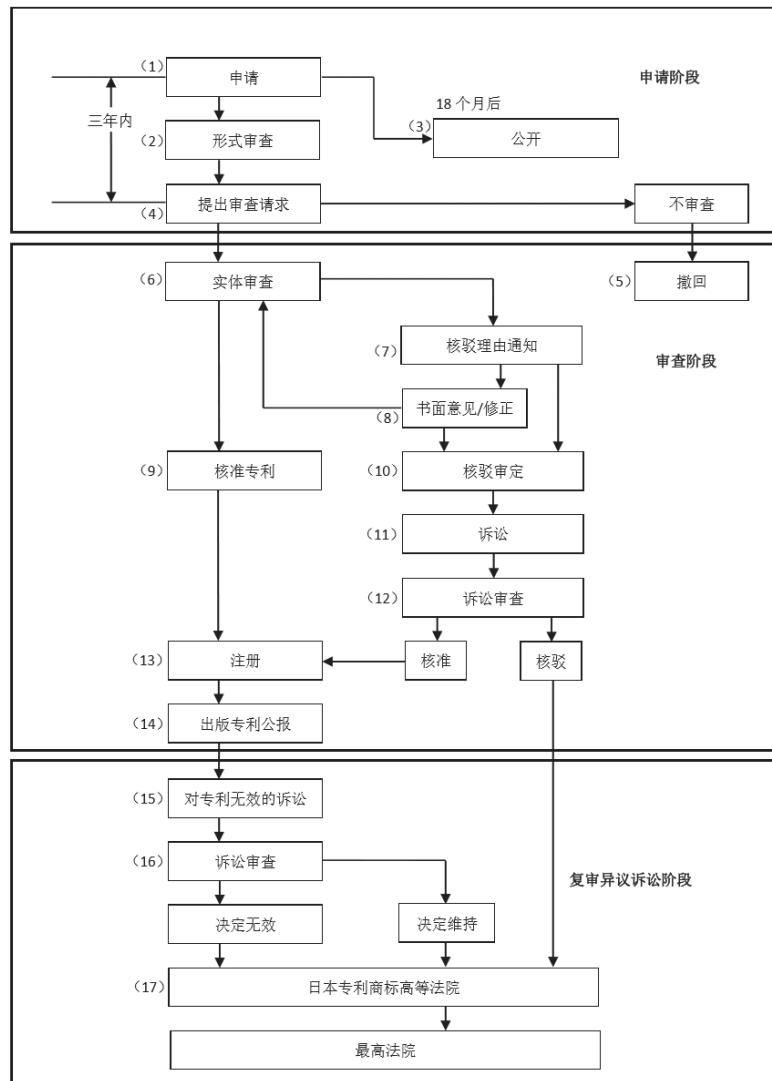 （1）
申请
申请阶段
18 个月后
三年内
（2）
形式审查
（3）
公开
（4）
提出审查请求
不审查
（6）
实体审查
（5）
撤回
（7）
核驳理由通知
审查阶段
（8）
书面意见/修正
（9）
核准专利
（10）
核驳审定
（11）
诉讼
（12）
诉讼审查
（13）
注册
核准
核驳
（14）
出版专利公报
（15）
对专利无效的诉讼
（16）
诉讼审查
复审异议诉讼阶段
决定无效
决定维持
（17）
日本专利商标高等法院
最高法院